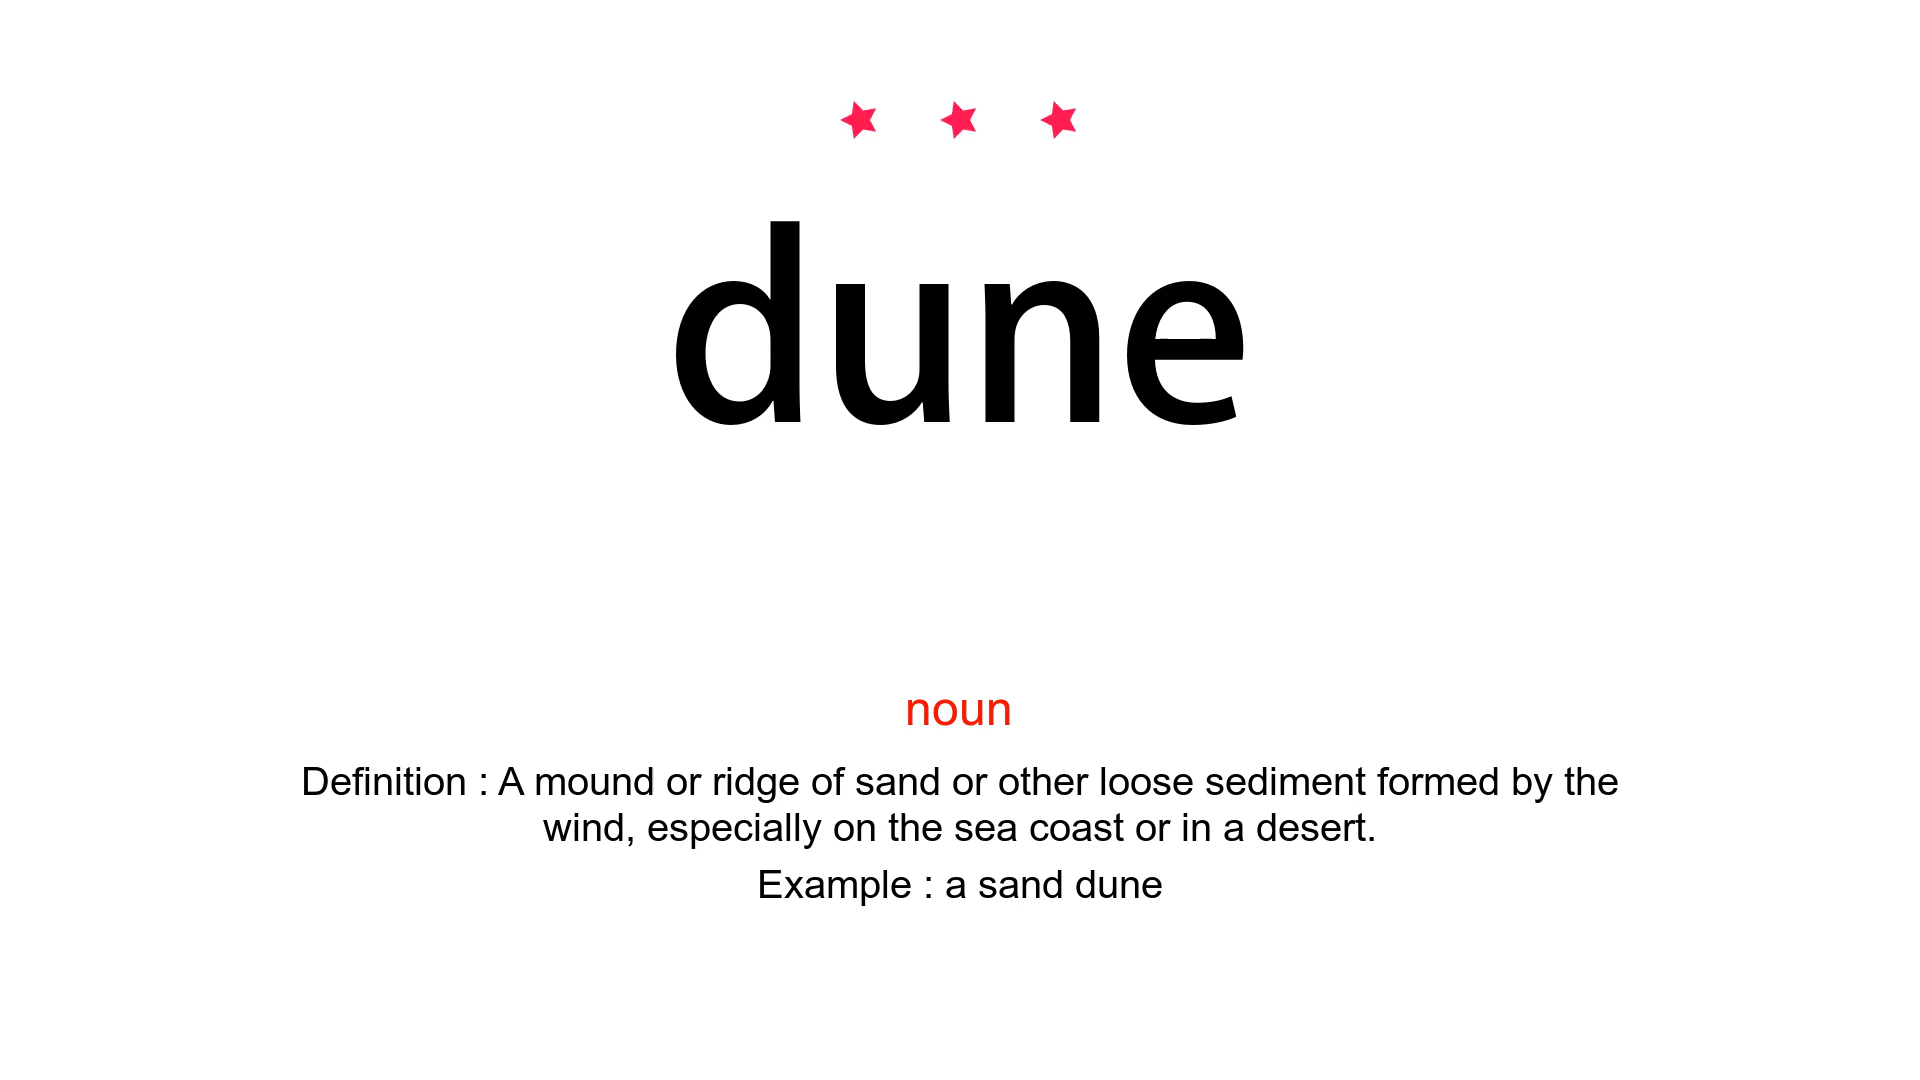 dune
noun
Definition : A mound or ridge of sand or other loose sediment formed by the
wind, especially on the sea coast or in a desert.
Example : a sand dune